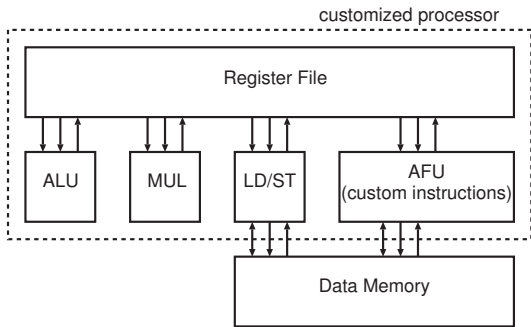 customized processor
Register File
ALU
MUL
LD/ST
AFU
(custom instructions)
Data Memory